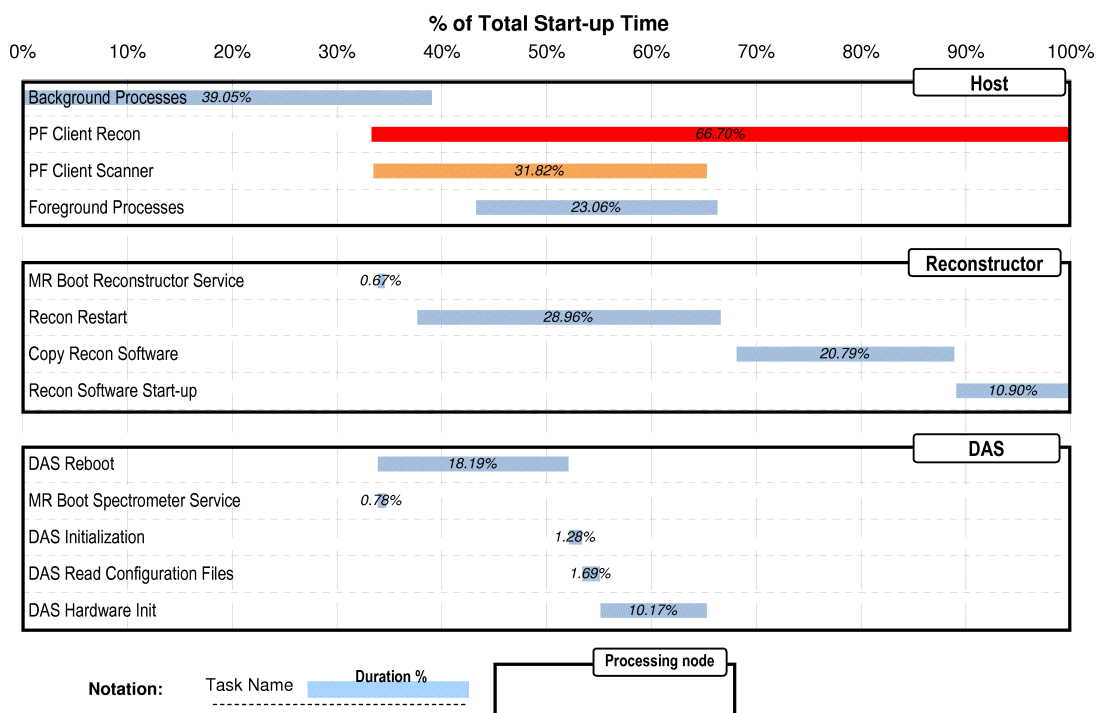 % of Total Start-up Time
0% 10% 20% 30% 40% 50% 60% 70% 80% 90% 100%
Host
Background Processes 39.05%
PF Client Recon 66.70%
PF Client Scanner 31.82%
Foreground Processes 23.06%
Reconstructor
MR Boot Reconstructor Service 0.67%
Recon Restart 28.96%
Copy Recon Software 20.79%
Recon Software Start-up 10.90%
DAS
DAS Reboot 18.19%
MR Boot Spectrometer Service 0.78%
DAS Initialization 1.28%
DAS Read Configuration Files 1.69%
DAS Hardware Init 10.17%
Processing node
Notation: Task Name Duration %